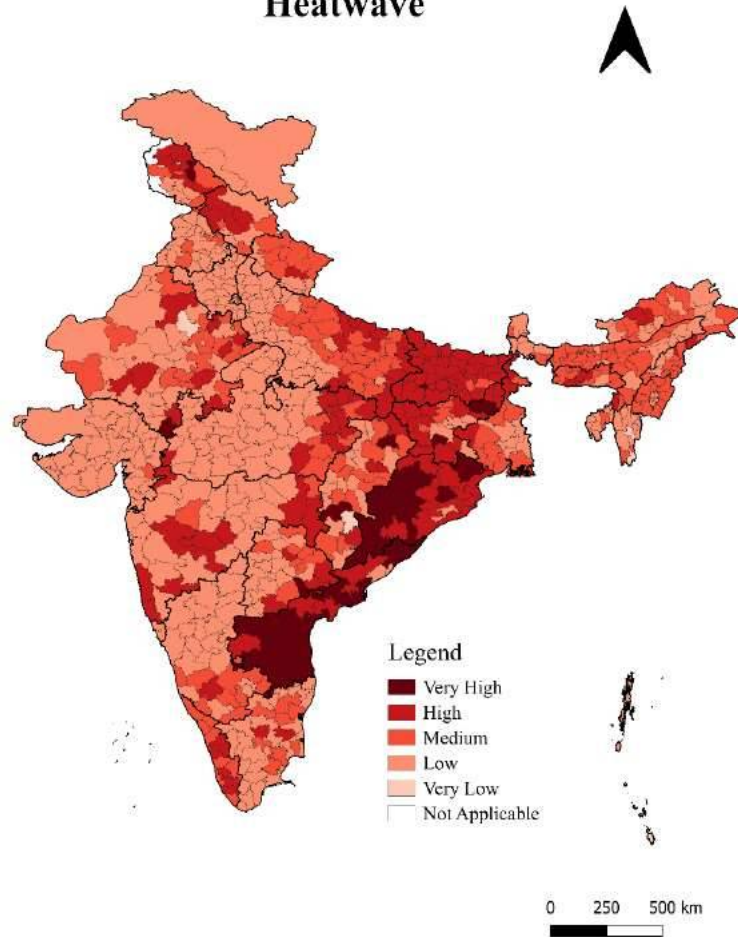 Heatwave
Legend
Very High
High
Medium
Low
Very Low
Not Applicable
0 250 500 km